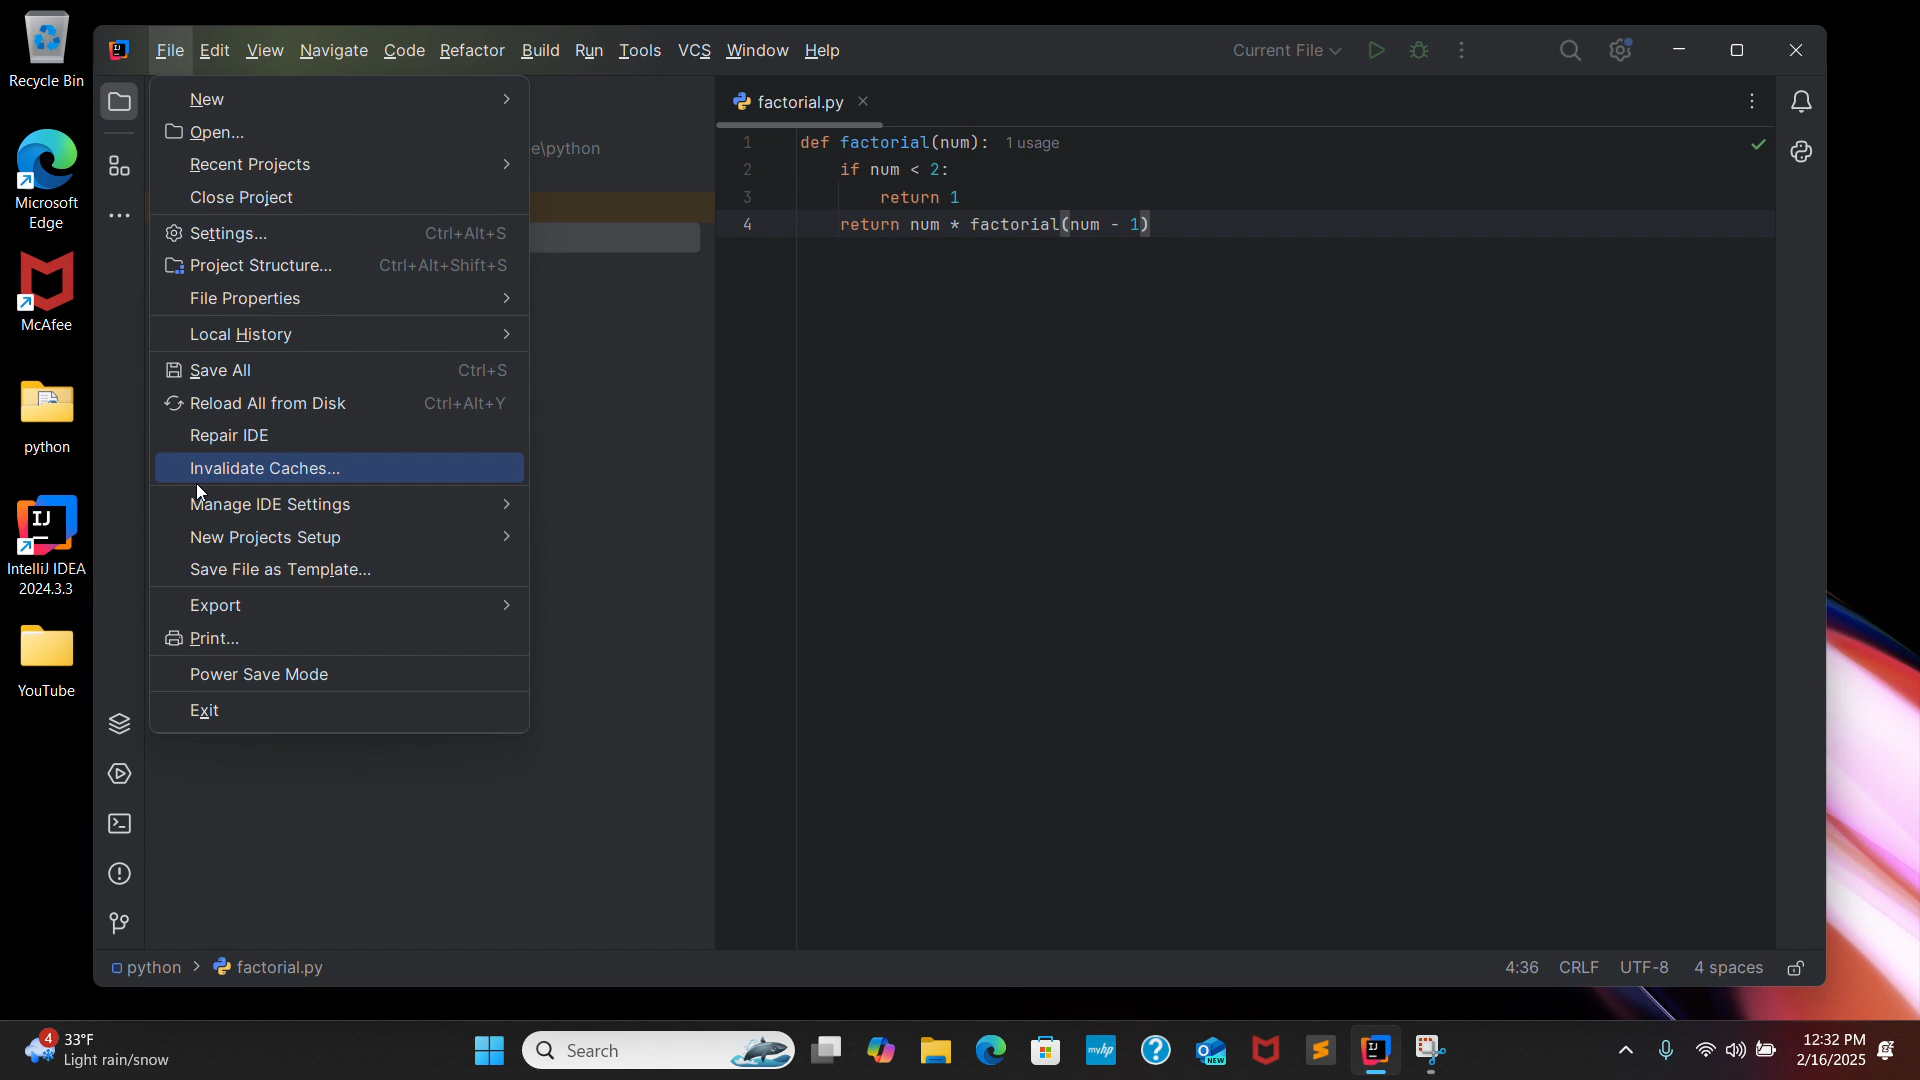 Recycle Bin
Microsoft
Edge
McAfee
python
IJ
IntelliJ IDEA
2024.3.3
YouTube
IJ
File Edit View Navigate Code Refactor Build Run Tools VCS Window Help
Current File
New
Open...
Recent Projects
Close Project
Settings... Ctrl+Alt+S
Project Structure... Ctrl+Alt+Shift+S
File Properties
Local History
Save All Ctrl+S
Reload All from Disk Ctrl+Alt+Y
Repair IDE
Invalidate Caches...
Manage IDE Settings
New Projects Setup
Save File as Template...
Export
Print...
Power Save Mode
Exit
e\python
factorial.py
1 def factorial(num): 1 usage
2 if num < 2:
3 return 1
4 return num * factorial(num - 1)
python > factorial.py
4:36 CRLF UTF-8 4 spaces
4
33°F
Light rain/snow
Search
myhp
NEW
IJ
12:32 PM
2/16/2025